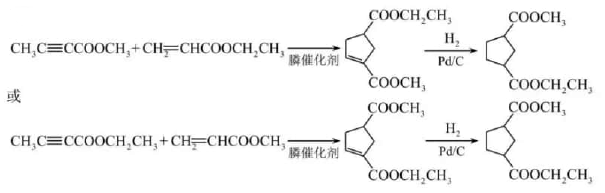 COOCH₂CH₃
COOCH₃
CH₃C≡CCOOCH₃+CH₂=CHCOOCH₂CH₃
膦催化剂
H₂
Pd/C
COOCH₃
COOCH₂CH₃
或
COOCH₃
COOCH₃
CH₃C≡CCOOCH₂CH₃+CH₂=CHCOOCH₃
膦催化剂
H₂
Pd/C
COOCH₂CH₃
COOCH₂CH₃